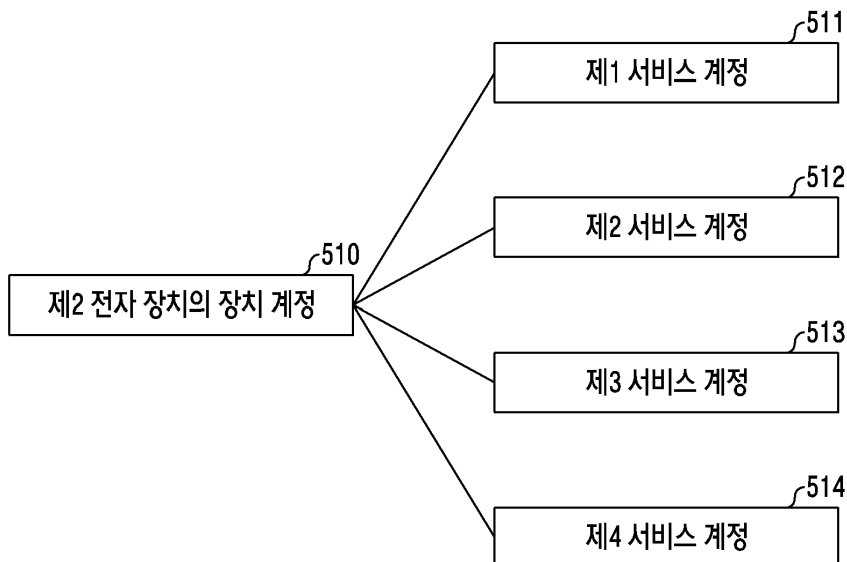 511
제1 서비스 계정
512
제2 서비스 계정
510
제2 전자 장치의 장치 계정
513
제3 서비스 계정
514
제4 서비스 계정